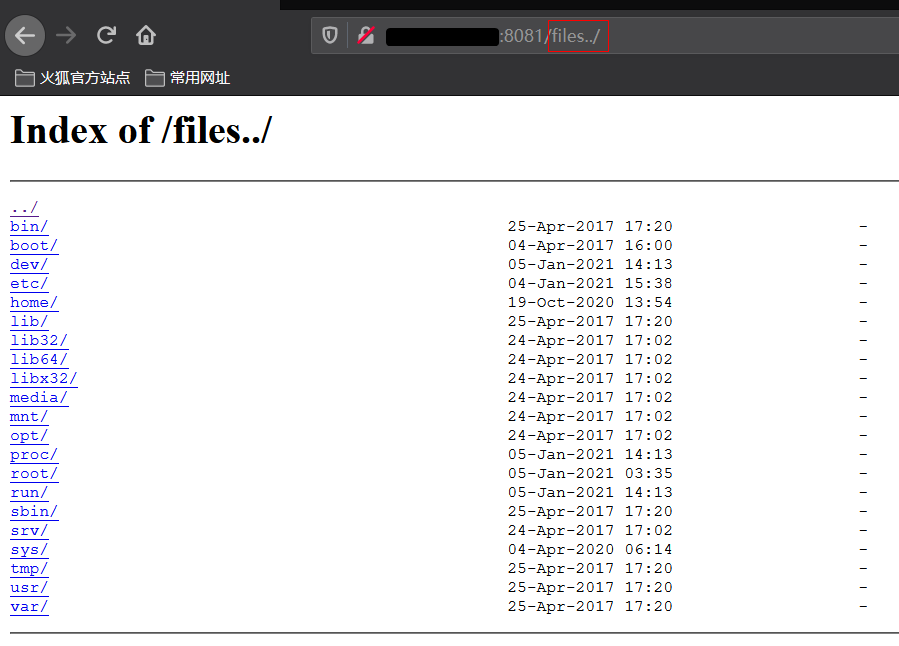 :8081/files../
火狐官方站点 常用网址
Index of /files../
../
bin/ 25-Apr-2017 17:20 -
boot/ 04-Apr-2017 16:00 -
dev/ 05-Jan-2021 14:13 -
etc/ 04-Jan-2021 15:38 -
home/ 19-Oct-2020 13:54 -
lib/ 25-Apr-2017 17:20 -
lib32/ 24-Apr-2017 17:02 -
lib64/ 24-Apr-2017 17:02 -
libx32/ 24-Apr-2017 17:02 -
media/ 24-Apr-2017 17:02 -
mnt/ 24-Apr-2017 17:02 -
opt/ 24-Apr-2017 17:02 -
proc/ 05-Jan-2021 14:13 -
root/ 05-Jan-2021 03:35 -
run/ 05-Jan-2021 14:13 -
sbin/ 25-Apr-2017 17:20 -
srv/ 24-Apr-2017 17:02 -
sys/ 04-Apr-2020 06:14 -
tmp/ 25-Apr-2017 17:20 -
usr/ 25-Apr-2017 17:20 -
var/ 25-Apr-2017 17:20 -